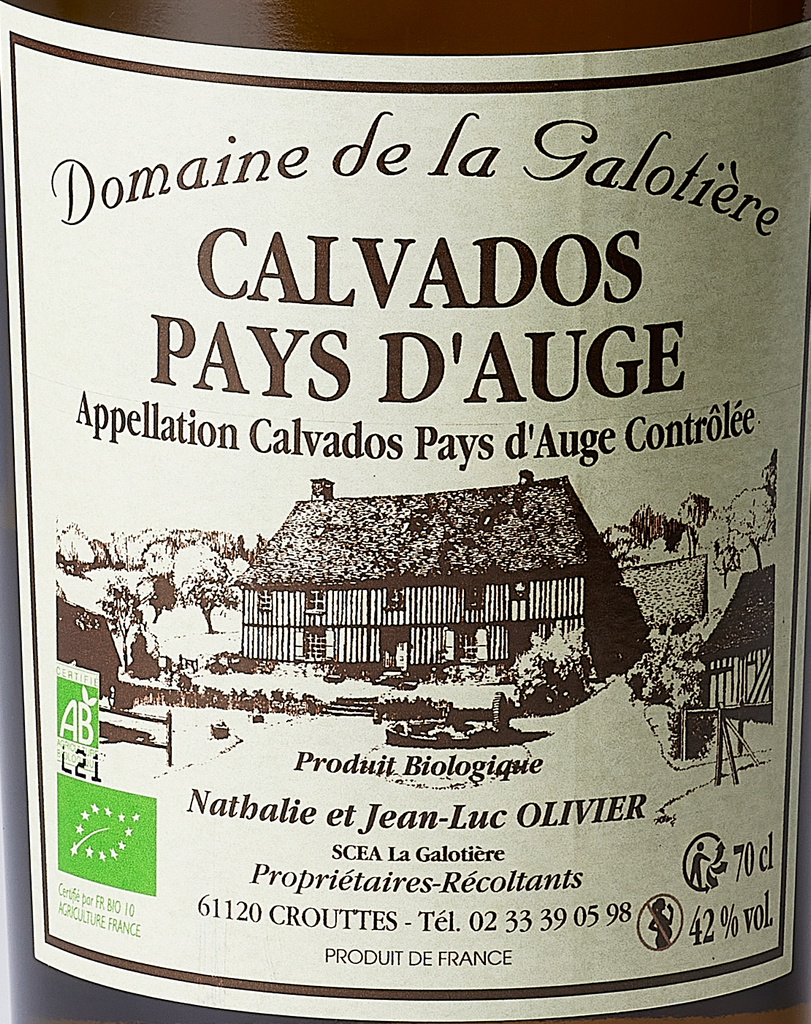 Domaine de la Galotière
CALVADOS
PAYS D'AUGE
Appellation Calvados Pays d'Auge Contrôlée
CERTIFIÉ
AB
L21
Produit Biologique
Nathalie et Jean-Luc OLIVIER
SCEA La Galotière
Propriétaires-Récoltants
61120 CROUTTES - Tél. 02 33 39 05 98
PRODUIT DE FRANCE
70 cl
42 % vol.
Certifié par FR BIO 10
AGRICULTURE FRANCE